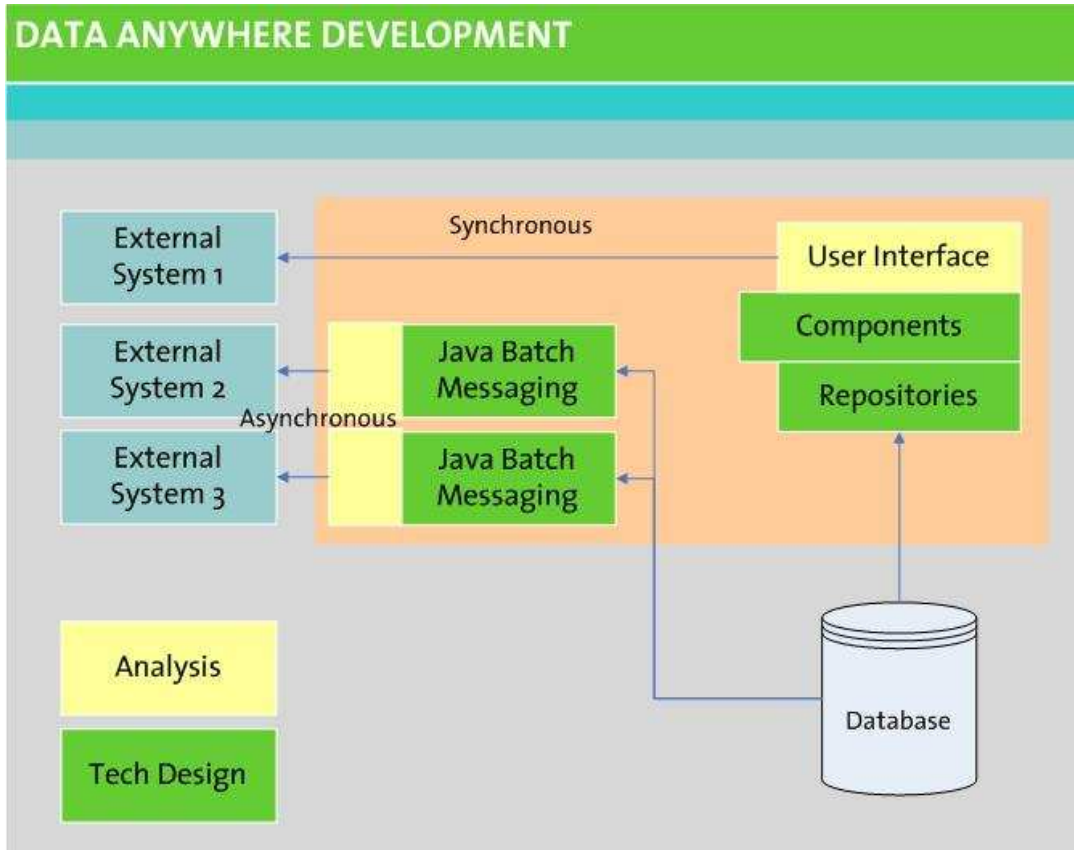 DATA ANYWHERE DEVELOPMENT
Synchronous
External
System 1
User Interface
Components
External
System 2
Java Batch
Messaging
Repositories
Asynchronous
External
System 3
Java Batch
Messaging
Analysis
Database
Tech Design